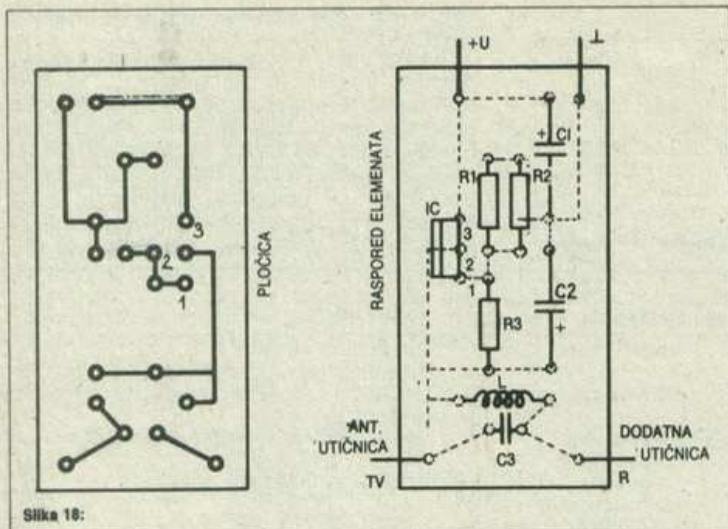 3
2
1
PLOČICA
RASPORED ELEMENATA
+U
⊥
+ C1
R1
R2
IC
3
2
1
C2
+
R3
L
C3
ANT.
UTIČNICA
TV
DODATNA
UTIČNICA
R
Slika 18: